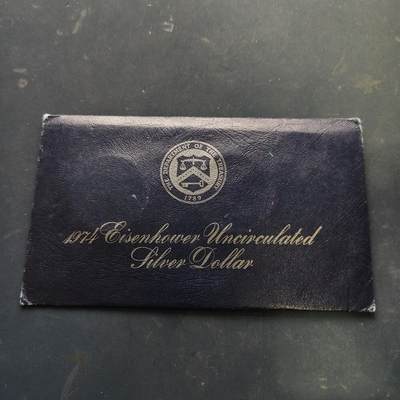 THE DEPARTMENT OF THE TREASURY
1789
1974 Eisenhower Uncirculated
Silver Dollar